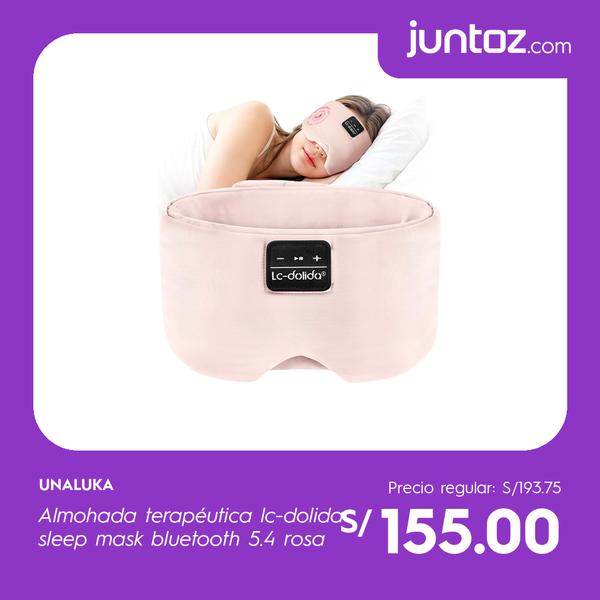 juntoz.com
− ▶II +
Lc-dolida®
UNALUKA
Precio regular: S/193.75
Almohada terapéutica lc-dolida
sleep mask bluetooth 5.4 rosa
S/ 155.00